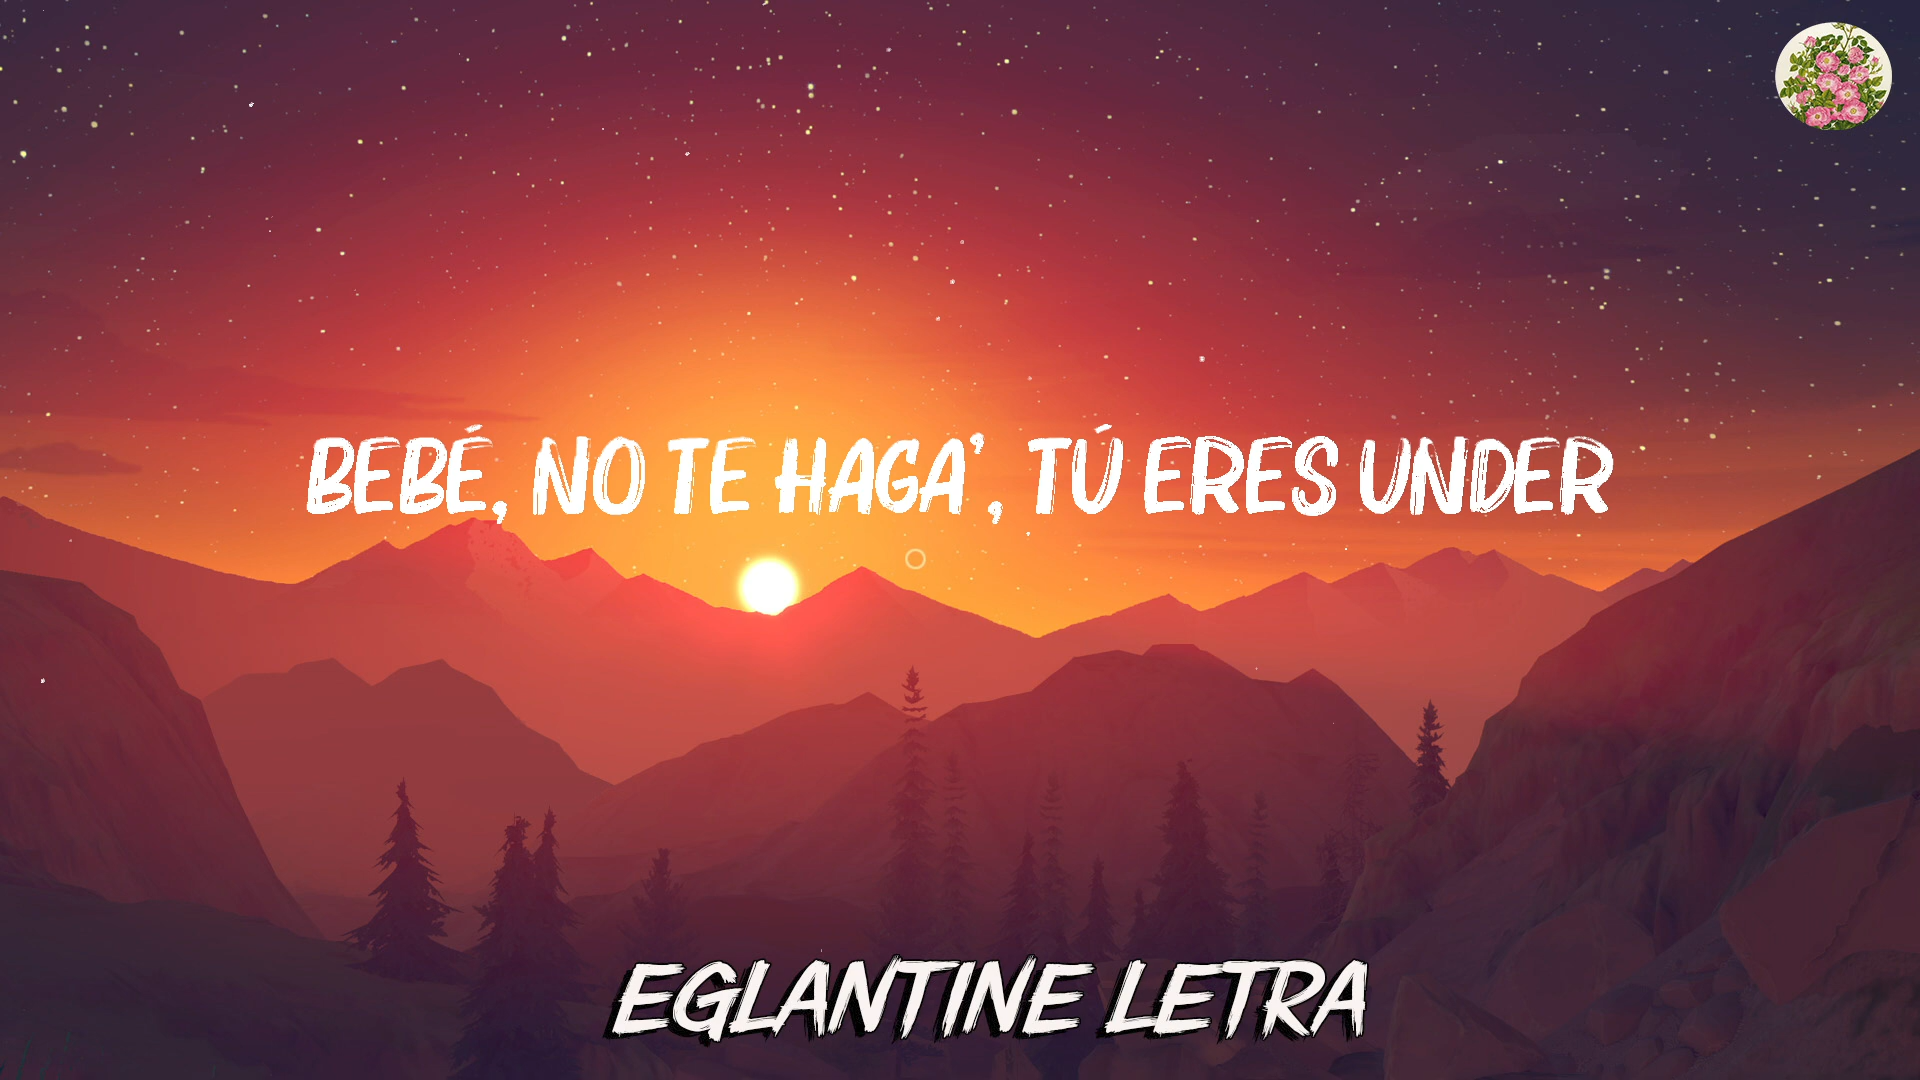 BEBÉ, NO TE HAGA', TÚ ERES UNDER
EGLANTINE LETRA